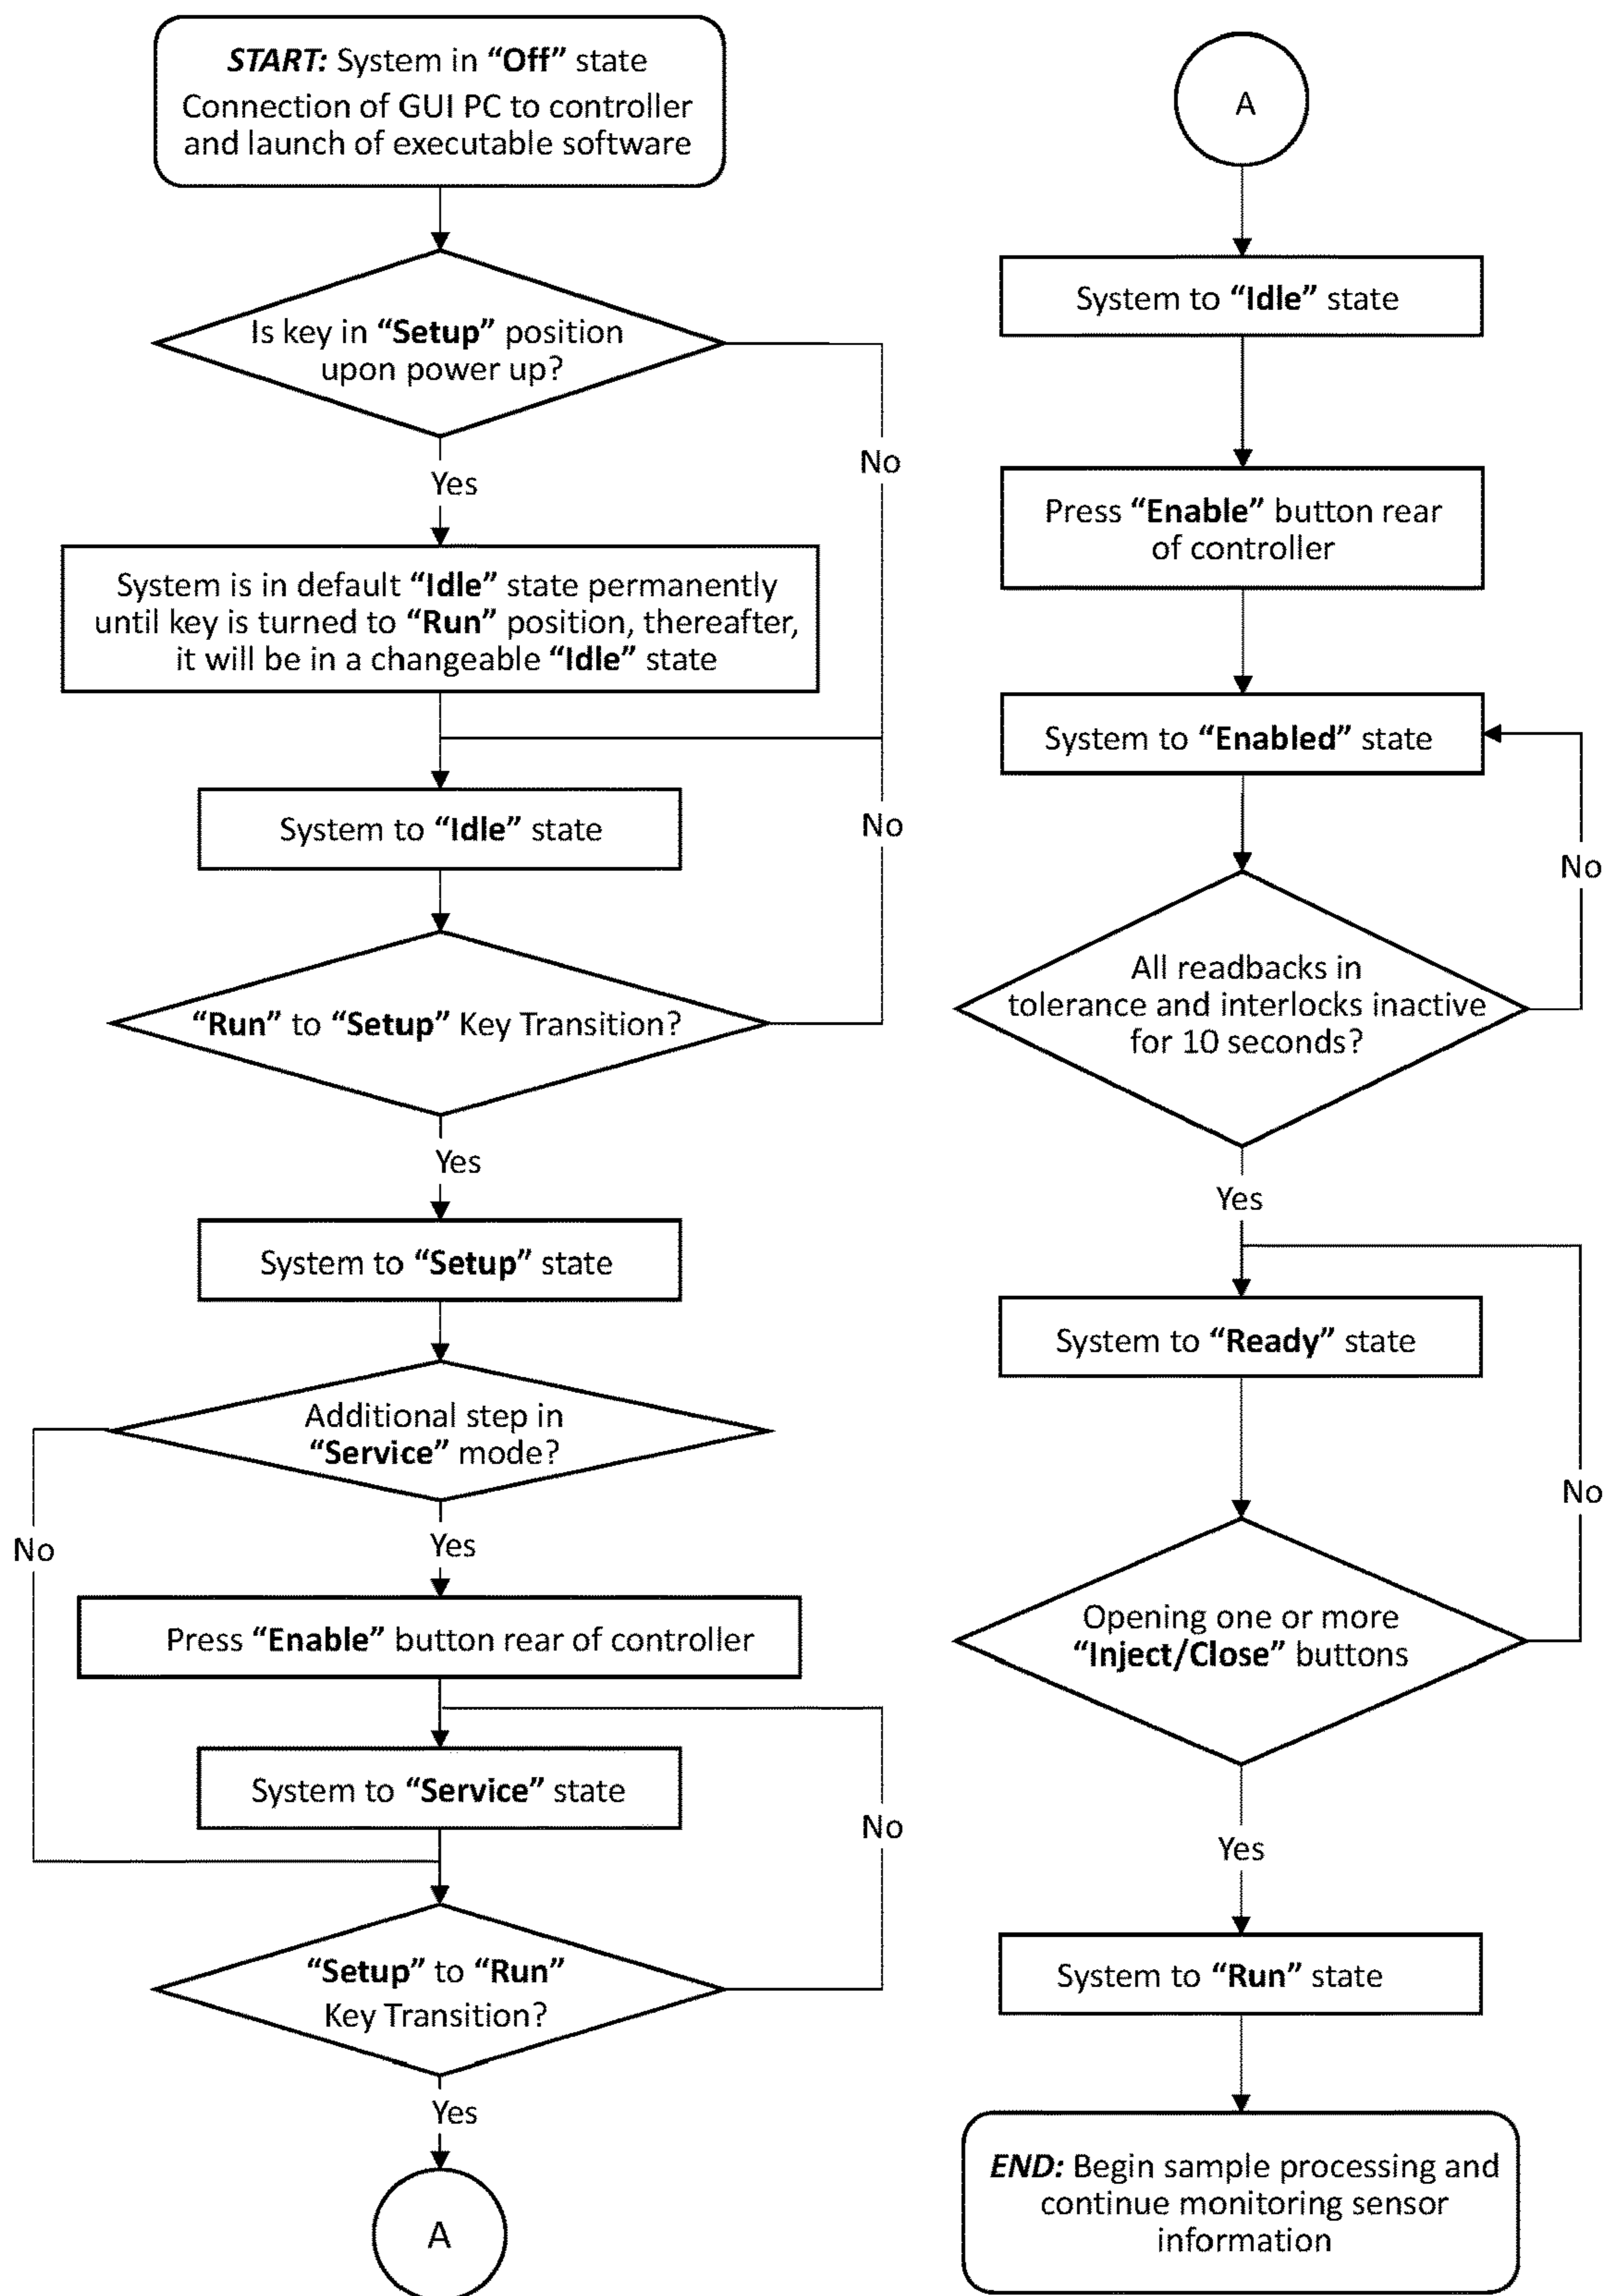 START: System in “Off” state
Connection of GUI PC to controller
and launch of executable software
Is key in “Setup” position
upon power up?
No
Yes
System is in default “Idle” state permanently
until key is turned to “Run” position, thereafter,
it will be in a changeable “Idle” state
System to “Idle” state
No
“Run” to “Setup” Key Transition?
Yes
System to “Setup” state
Additional step in
“Service” mode?
No
Yes
Press “Enable” button rear of controller
System to “Service” state
No
“Setup” to “Run”
Key Transition?
Yes
A
A
System to “Idle” state
Press “Enable” button rear
of controller
System to “Enabled” state
No
All readbacks in
tolerance and interlocks inactive
for 10 seconds?
Yes
System to “Ready” state
No
Opening one or more
“Inject/Close” buttons
Yes
System to “Run” state
END: Begin sample processing and
continue monitoring sensor
information